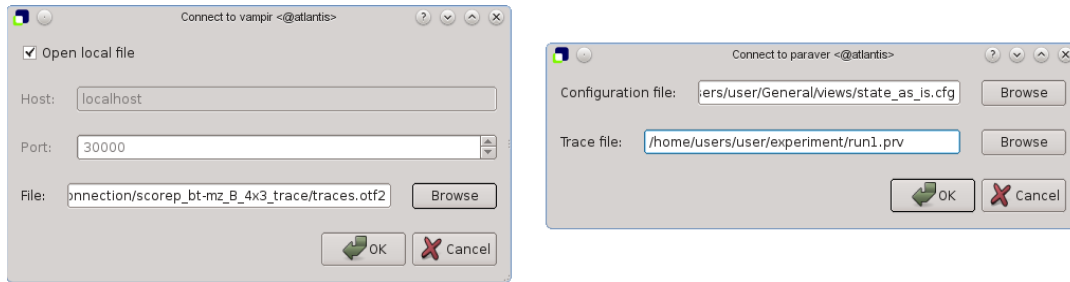 Connect to vampir <@atlantis>
Open local file
Host: localhost
Port: 30000
File: onnection/scorep_bt-mz_B_4x3_trace/traces.otf2 Browse
OK Cancel
Connect to paraver <@atlantis>
Configuration file: sers/user/General/views/state_as_is.cfg Browse
Trace file: /home/users/user/experiment/run1.prv Browse
OK Cancel